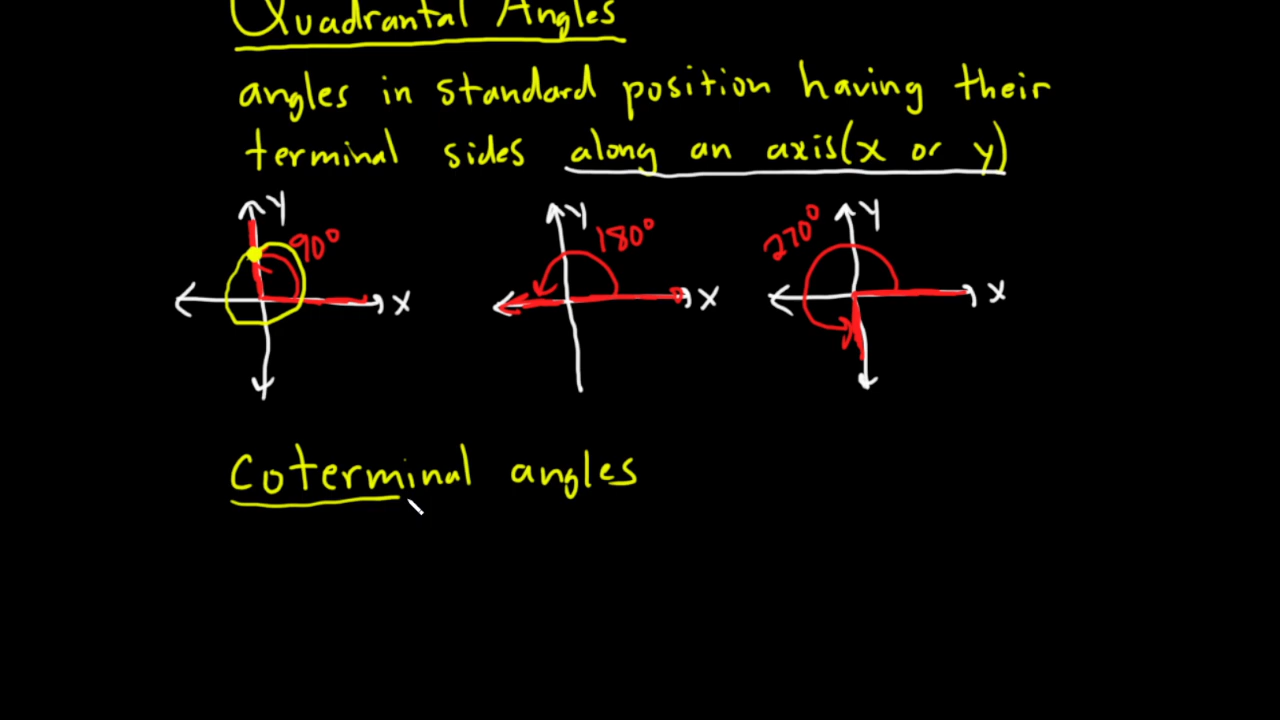 Quadrantal Angles
angles in standard position having their
terminal sides along an axis(x or y)
y 90° x
y 180° x
270° y x
Coterminal angles